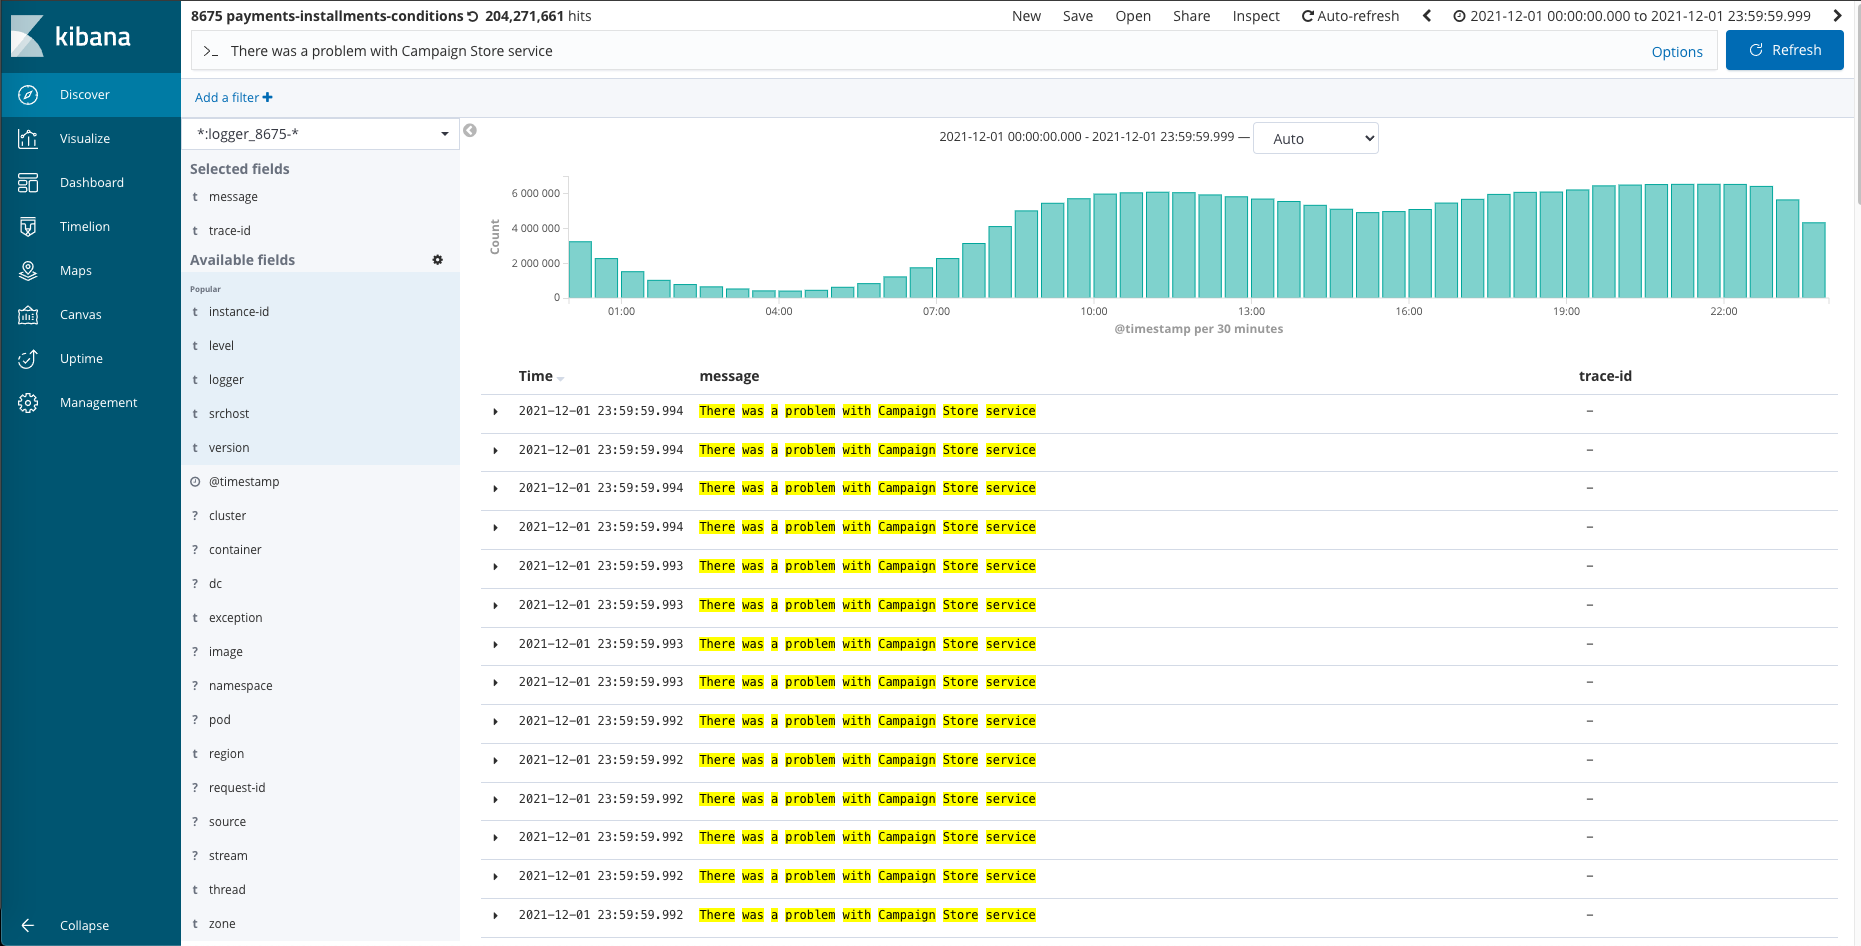 kibana
Discover
Visualize
Dashboard
Timelion
Maps
Canvas
Uptime
Management
Collapse
8675 payments-installments-conditions 204,271,661 hits
New Save Open Share Inspect Auto-refresh 2021-12-01 00:00:00.000 to 2021-12-01 23:59:59.999
>_ There was a problem with Campaign Store service
Options
Refresh
Add a filter +
*:logger_8675-*
Selected fields
t message
t trace-id
Available fields
Popular
t instance-id
t level
t logger
t srchost
t version
@timestamp
? cluster
? container
? dc
? exception
? image
? namespace
? pod
t region
? request-id
? source
? stream
t thread
t zone
2021-12-01 00:00:00.000 - 2021-12-01 23:59:59.999 — Auto
Count
6 000 000
4 000 000
2 000 000
0
01:00 04:00 07:00 10:00 13:00 16:00 19:00 22:00
@timestamp per 30 minutes
Time message trace-id
2021-12-01 23:59:59.994 There was a problem with Campaign Store service –
2021-12-01 23:59:59.994 There was a problem with Campaign Store service –
2021-12-01 23:59:59.994 There was a problem with Campaign Store service –
2021-12-01 23:59:59.994 There was a problem with Campaign Store service –
2021-12-01 23:59:59.993 There was a problem with Campaign Store service –
2021-12-01 23:59:59.993 There was a problem with Campaign Store service –
2021-12-01 23:59:59.993 There was a problem with Campaign Store service –
2021-12-01 23:59:59.993 There was a problem with Campaign Store service –
2021-12-01 23:59:59.992 There was a problem with Campaign Store service –
2021-12-01 23:59:59.992 There was a problem with Campaign Store service –
2021-12-01 23:59:59.992 There was a problem with Campaign Store service –
2021-12-01 23:59:59.992 There was a problem with Campaign Store service –
2021-12-01 23:59:59.992 There was a problem with Campaign Store service –
2021-12-01 23:59:59.992 There was a problem with Campaign Store service –